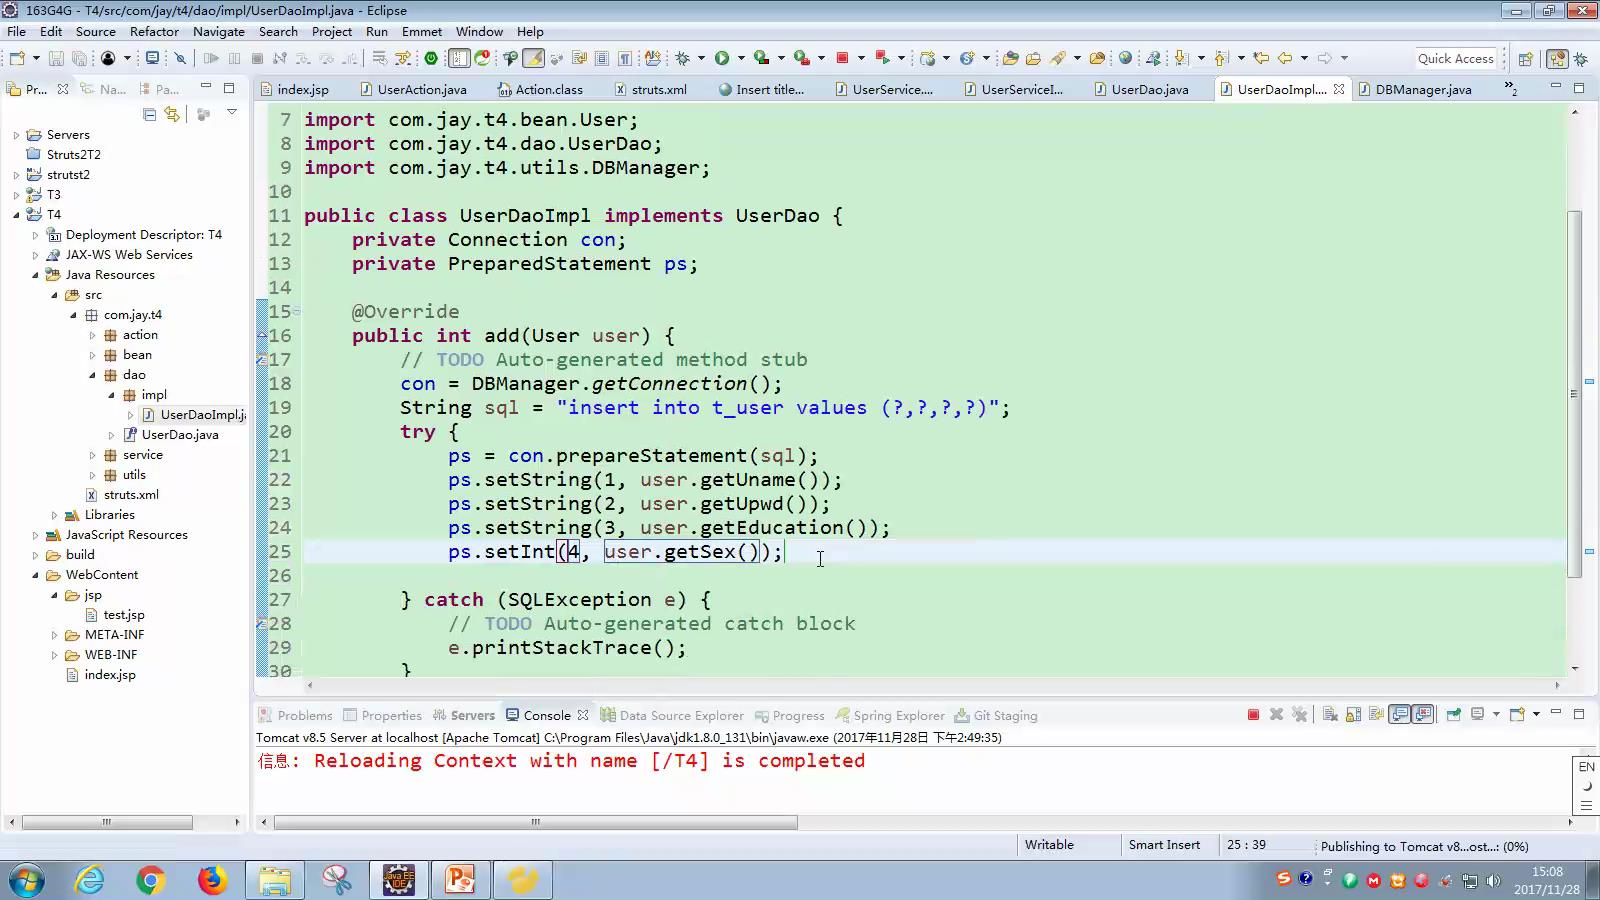 163G4G - T4/src/com/jay/t4/dao/impl/UserDaoImpl.java - Eclipse
File Edit Source Refactor Navigate Search Project Run Emmet Window Help
Quick Access
Pr... Na... Pa...
index.jsp UserAction.java Action.class struts.xml Insert title... UserService.... UserServiceI... UserDao.java UserDaoImpl.... DBManager.java »2
Servers
Struts2T2
strutst2
T3
T4
Deployment Descriptor: T4
JAX-WS Web Services
Java Resources
src
com.jay.t4
action
bean
dao
impl
UserDaoImpl.j
UserDao.java
service
utils
struts.xml
Libraries
JavaScript Resources
build
WebContent
jsp
test.jsp
META-INF
WEB-INF
index.jsp
7 import com.jay.t4.bean.User;
8 import com.jay.t4.dao.UserDao;
9 import com.jay.t4.utils.DBManager;
10
11 public class UserDaoImpl implements UserDao {
12 private Connection con;
13 private PreparedStatement ps;
14
15 @Override
16 public int add(User user) {
17 // TODO Auto-generated method stub
18 con = DBManager.getConnection();
19 String sql = "insert into t_user values (?,?,?,?)";
20 try {
21 ps = con.prepareStatement(sql);
22 ps.setString(1, user.getUname());
23 ps.setString(2, user.getUpwd());
24 ps.setString(3, user.getEducation());
25 ps.setInt(4, user.getSex());
26
27 } catch (SQLException e) {
28 // TODO Auto-generated catch block
29 e.printStackTrace();
30 }
Problems Properties Servers Console Data Source Explorer Progress Spring Explorer Git Staging
Tomcat v8.5 Server at localhost [Apache Tomcat] C:\Program Files\Java\jdk1.8.0_131\bin\javaw.exe (2017年11月28日 下午2:49:35)
信息: Reloading Context with name [/T4] is completed
EN
Writable Smart Insert 25 : 39 Publishing to Tomcat v8...ost...: (0%)
Java EE
IDE
15:08
2017/11/28